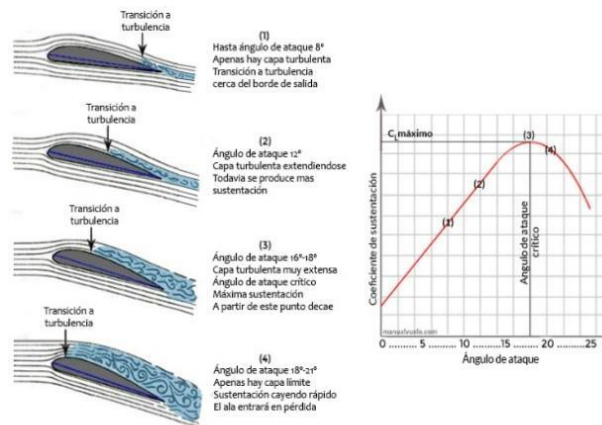 Transición a
turbulencia
(1)
Hasta ángulo de ataque 8º
Apenas hay capa turbulenta
Transición a turbulencia
cerca del borde de salida
Transición a
turbulencia
(2)
Ángulo de ataque 12º
Capa turbulenta extendiendose
Todavia se produce mas
sustentación
Transición a
turbulencia
(3)
Ángulo de ataque 16º-18º
Capa turbulenta muy extensa
Ángulo de ataque crítico
Máxima sustentación
A partir de este punto decae
Transición a
turbulencia
(4)
Ángulo de ataque 18º-21º
Apenas hay capa límite
Sustentación cayendo rápido
El ala entrará en pérdida
CL máximo
(3)
(4)
(2)
(1)
Coeficiente de sustentación
Ángulo de ataque
crítico
manualvuelo.com
0 ......... 5 ........ 10 ........ 15 ........ 20 ........ 25
Ángulo de ataque